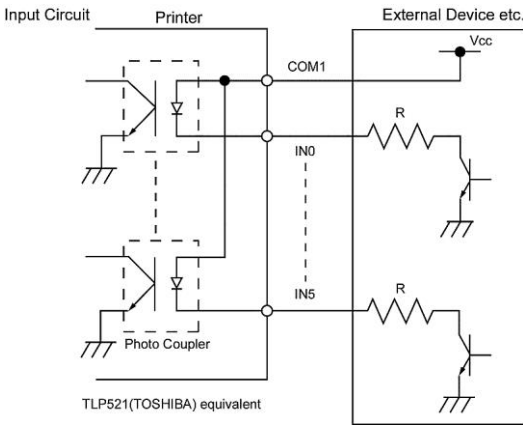 Input Circuit
Printer
External Device etc.
Vcc
COM1
R
IN0
R
IN5
Photo Coupler
TLP521(TOSHIBA) equivalent